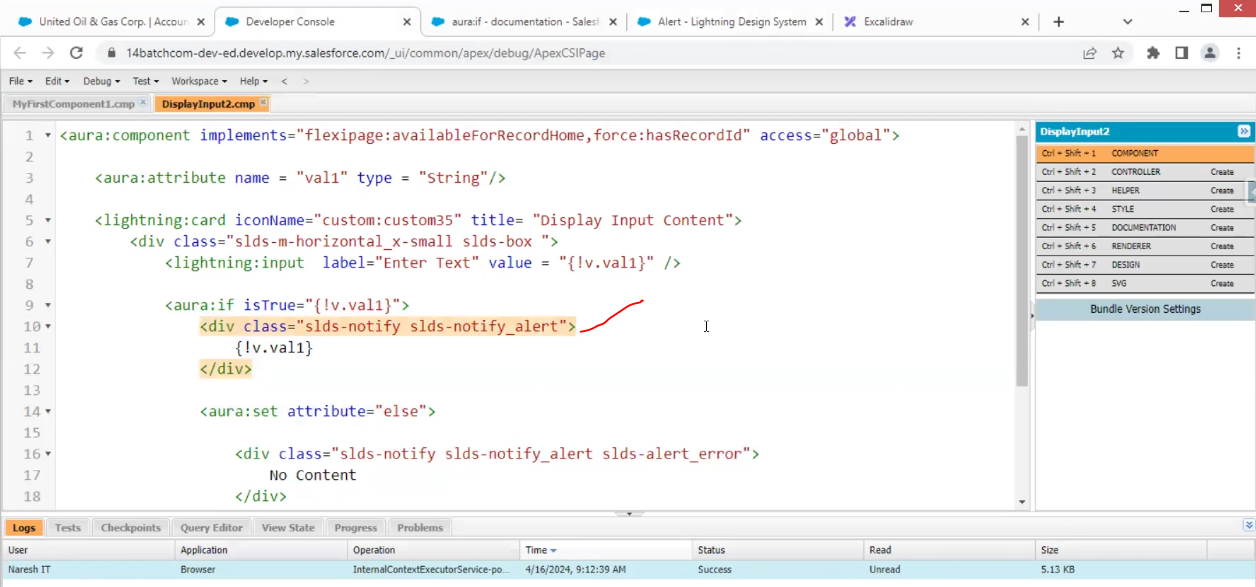 United Oil & Gas Corp. | Accoun
Developer Console
aura:if - documentation - Salesf
Alert - Lightning Design System
Excalidraw
14batchcom-dev-ed.develop.my.salesforce.com/_ui/common/apex/debug/ApexCSIPage
File Edit Debug Test Workspace Help < >
MyFirstComponent1.cmp DisplayInput2.cmp
1 <aura:component implements="flexipage:availableForRecordHome,force:hasRecordId" access="global">
2
3 <aura:attribute name = "val1" type = "String"/>
4
5 <lightning:card iconName="custom:custom35" title= "Display Input Content">
6 <div class="slds-m-horizontal_x-small slds-box ">
7 <lightning:input label="Enter Text" value = "{!v.val1}" />
8
9 <aura:if isTrue="{!v.val1}">
10 <div class="slds-notify slds-notify_alert">
11 {!v.val1}
12 </div>
13
14 <aura:set attribute="else">
15
16 <div class="slds-notify slds-notify_alert slds-alert_error">
17 No Content
18 </div>
DisplayInput2
Ctrl + Shift + 1 COMPONENT
Ctrl + Shift + 2 CONTROLLER Create
Ctrl + Shift + 3 HELPER Create
Ctrl + Shift + 4 STYLE Create
Ctrl + Shift + 5 DOCUMENTATION Create
Ctrl + Shift + 6 RENDERER Create
Ctrl + Shift + 7 DESIGN Create
Ctrl + Shift + 8 SVG Create
Bundle Version Settings
Logs Tests Checkpoints Query Editor View State Progress Problems
User Application Operation Time Status Read Size
Naresh IT Browser InternalContextExecutorService-po... 4/16/2024, 9:12:39 AM Success Unread 5.13 KB